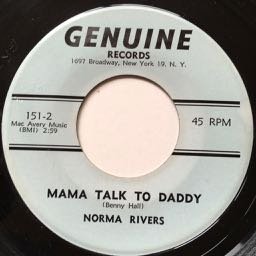 GENUINE
RECORDS
1697 Broadway, New York 19, N. Y.
151-2
Mac Avery Music
(BMI) 2:59
45 RPM
MAMA TALK TO DADDY
(Benny Hall)
NORMA RIVERS